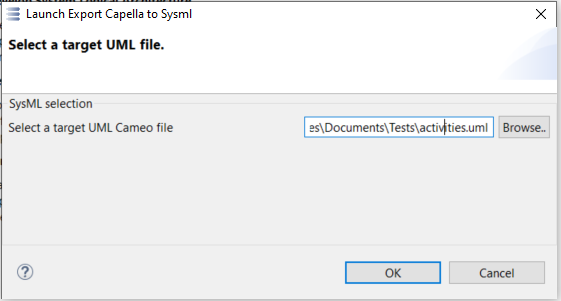 Launch Export Capella to Sysml
Select a target UML file.
SysML selection
Select a target UML Cameo file
es\Documents\Tests\activities.uml
Browse..
?
OK
Cancel